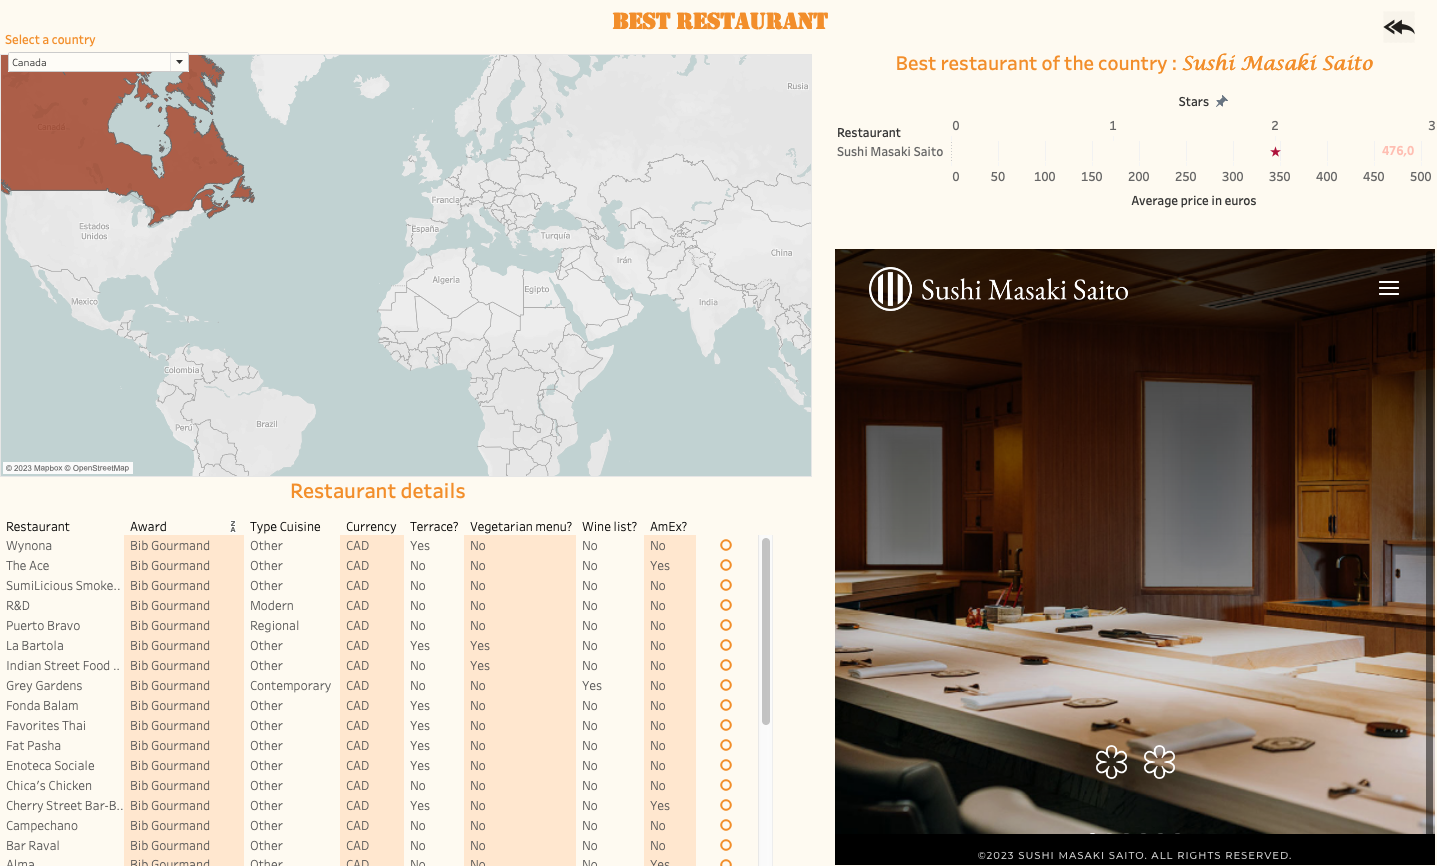 BEST RESTAURANT
Select a country
Canada
Canadá
Rusia
Francia
España
Turquía
Estados
Unidos
Irán
China
Argelia
Egipto
Mexico
India
Colombia
Perú
Brazil
© 2023 Mapbox © OpenStreetMap
Best restaurant of the country : Sushi Masaki Saito
Stars
Restaurant 0 1 2 3
Sushi Masaki Saito 476,0
0 50 100 150 200 250 300 350 400 450 500
Average price in euros
Sushi Masaki Saito
©2023 SUSHI MASAKI SAITO. ALL RIGHTS RESERVED.
Restaurant details
Restaurant Award Type Cuisine Currency Terrace? Vegetarian menu? Wine list? AmEx?
Wynona Bib Gourmand Other CAD Yes No No No
The Ace Bib Gourmand Other CAD No No No Yes
SumiLicious Smoke.. Bib Gourmand Other CAD No No No No
R&D Bib Gourmand Modern CAD No No No No
Puerto Bravo Bib Gourmand Regional CAD No No No No
La Bartola Bib Gourmand Other CAD Yes Yes No No
Indian Street Food .. Bib Gourmand Other CAD No Yes No No
Grey Gardens Bib Gourmand Contemporary CAD No No Yes No
Fonda Balam Bib Gourmand Other CAD Yes No No No
Favorites Thai Bib Gourmand Other CAD Yes No No No
Fat Pasha Bib Gourmand Other CAD Yes No No No
Enoteca Sociale Bib Gourmand Other CAD Yes No No No
Chica's Chicken Bib Gourmand Other CAD No No No No
Cherry Street Bar-B.. Bib Gourmand Other CAD Yes No No Yes
Campechano Bib Gourmand Other CAD No No No No
Bar Raval Bib Gourmand Other CAD No No No No
Alma Bib Gourmand Other CAD No No No Yes